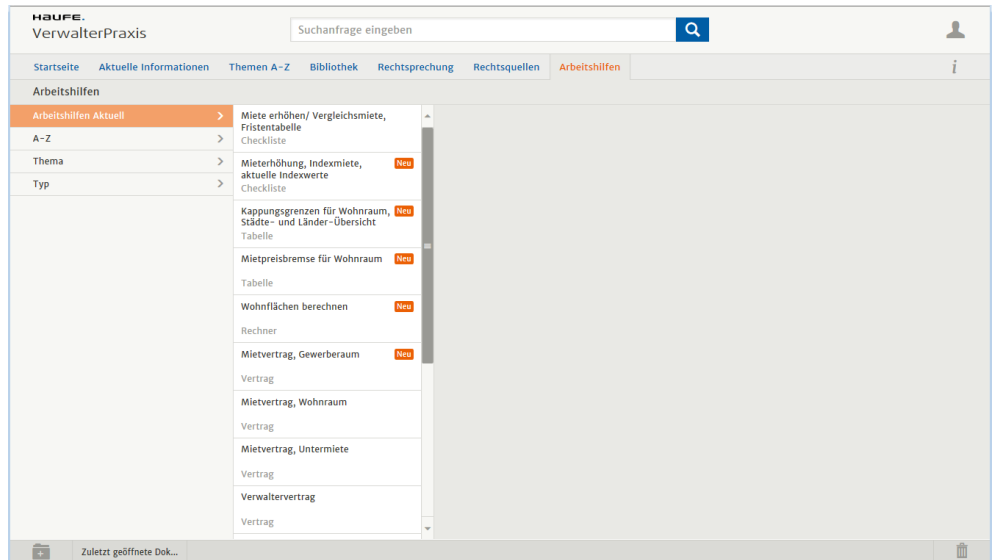 HAUFE.
VerwalterPraxis
Suchanfrage eingeben
Startseite Aktuelle Informationen Themen A-Z Bibliothek Rechtsprechung Rechtsquellen Arbeitshilfen i
Arbeitshilfen
Arbeitshilfen Aktuell
A-Z
Thema
Typ
Miete erhöhen/ Vergleichsmiete,
Fristentabelle
Checkliste
Mieterhöhung, Indexmiete, Neu
aktuelle Indexwerte
Checkliste
Kappungsgrenzen für Wohnraum, Neu
Städte- und Länder-Übersicht
Tabelle
Mietpreisbremse für Wohnraum Neu
Tabelle
Wohnflächen berechnen Neu
Rechner
Mietvertrag, Gewerberaum Neu
Vertrag
Mietvertrag, Wohnraum
Vertrag
Mietvertrag, Untermiete
Vertrag
Verwaltervertrag
Vertrag
Zuletzt geöffnete Dok...